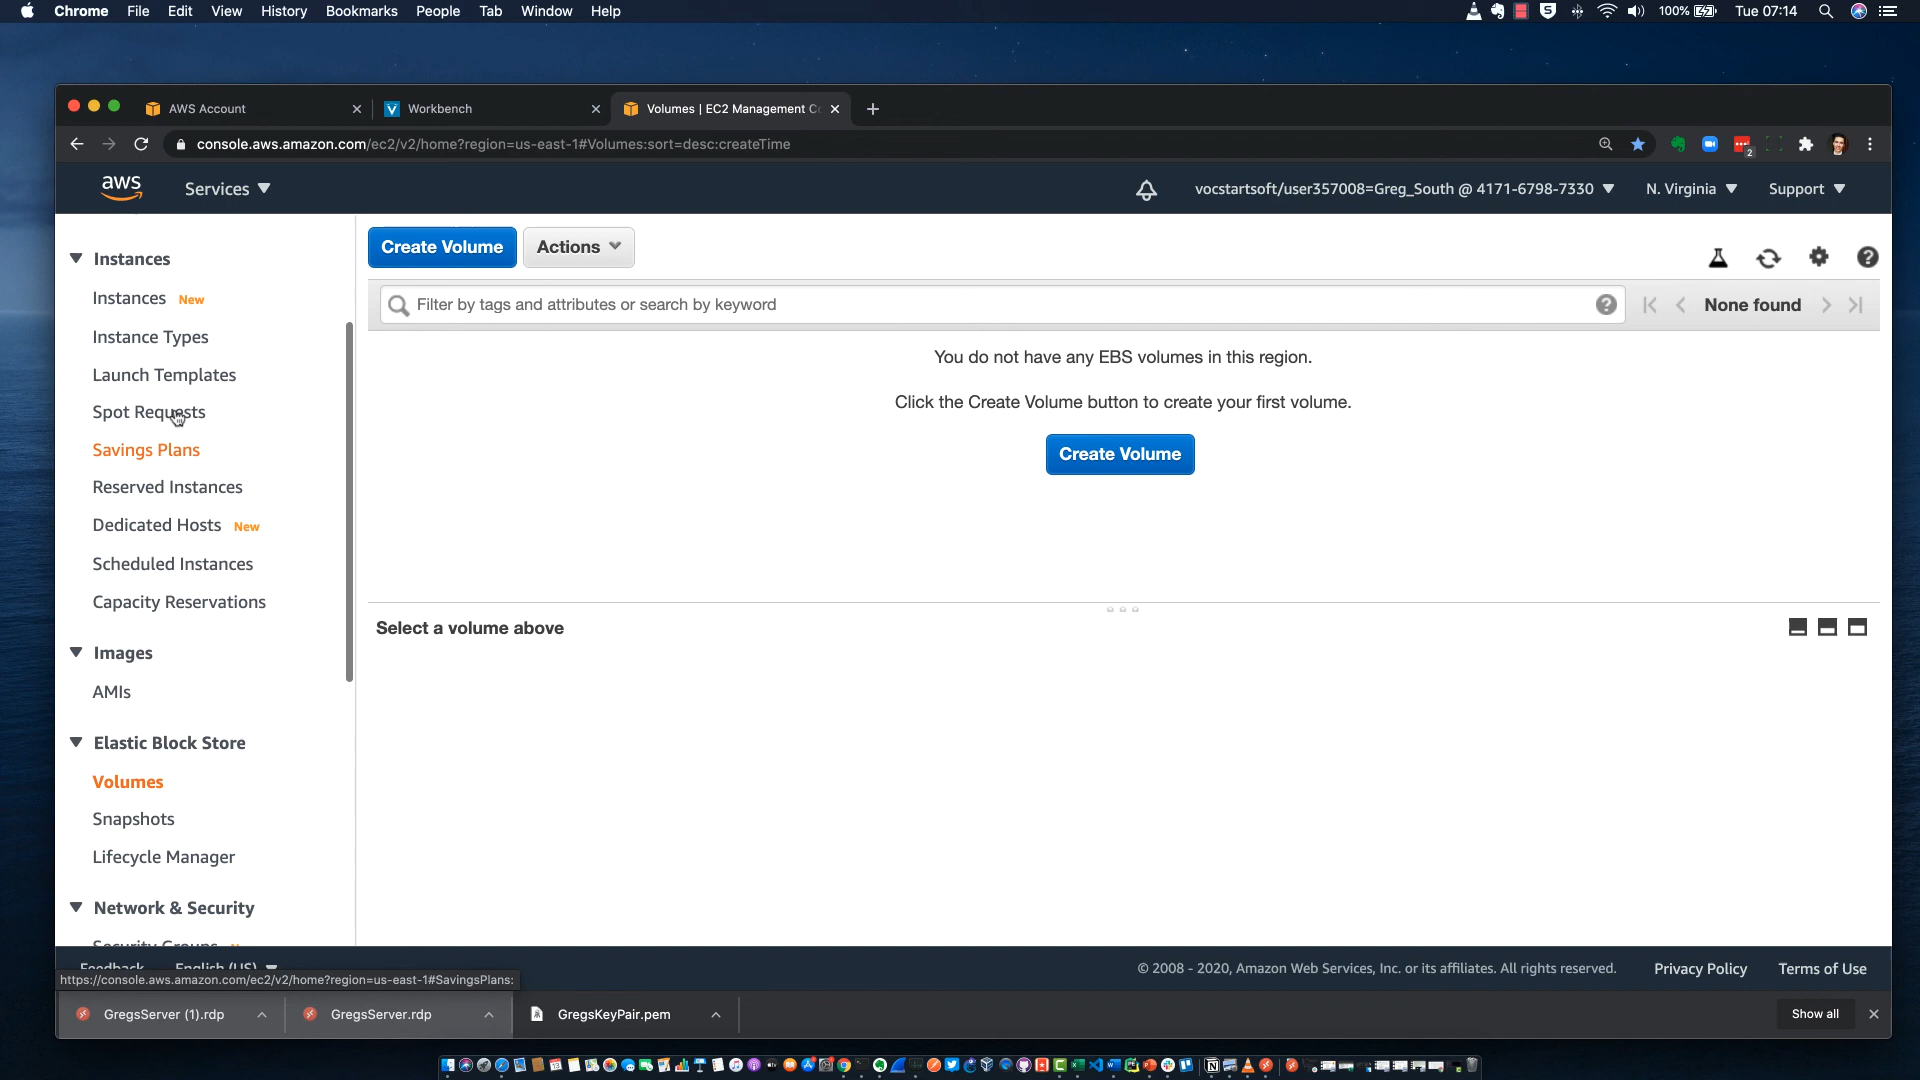 Chrome File Edit View History Bookmarks People Tab Window Help
100% Tue 07:14
AWS Account
Workbench
Volumes | EC2 Management Co
console.aws.amazon.com/ec2/v2/home?region=us-east-1#Volumes:sort=desc:createTime
2
aws
Services
vocstartsoft/user357008=Greg_South @ 4171-6798-7330
N. Virginia
Support
Instances
Instances New
Instance Types
Launch Templates
Spot Requests
Savings Plans
Reserved Instances
Dedicated Hosts New
Scheduled Instances
Capacity Reservations
Images
AMIs
Elastic Block Store
Volumes
Snapshots
Lifecycle Manager
Network & Security
Security Groups
Create Volume
Actions
Filter by tags and attributes or search by keyword
None found
You do not have any EBS volumes in this region.
Click the Create Volume button to create your first volume.
Create Volume
Select a volume above
Feedback English (US)
© 2008 - 2020, Amazon Web Services, Inc. or its affiliates. All rights reserved.
Privacy Policy
Terms of Use
https://console.aws.amazon.com/ec2/v2/home?region=us-east-1#SavingsPlans:
GregsServer (1).rdp
GregsServer.rdp
GregsKeyPair.pem
Show all